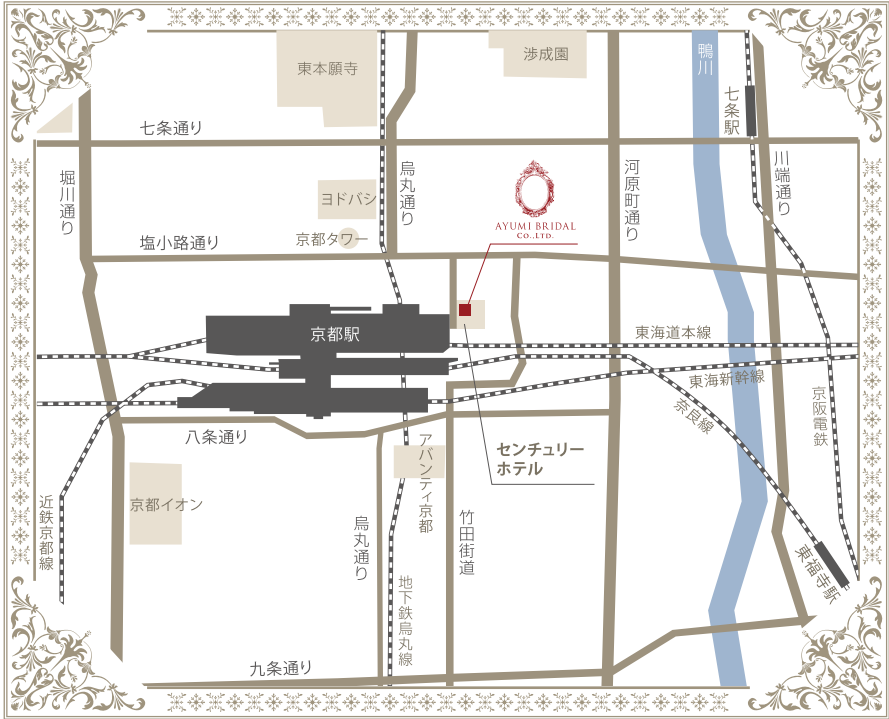 東本願寺
渉成園
鴨川
七条駅
七条通り
堀川通り
烏丸通り
河原町通り
川端通り
ヨドバシ
AYUMI BRIDAL
CO.,LTD.
塩小路通り
京都タワー
京都駅
東海道本線
東海新幹線
奈良線
京阪電鉄
八条通り
アバンティ京都
センチュリー
ホテル
京都イオン
近鉄京都線
烏丸通り
竹田街道
東福寺駅
地下鉄烏丸線
九条通り